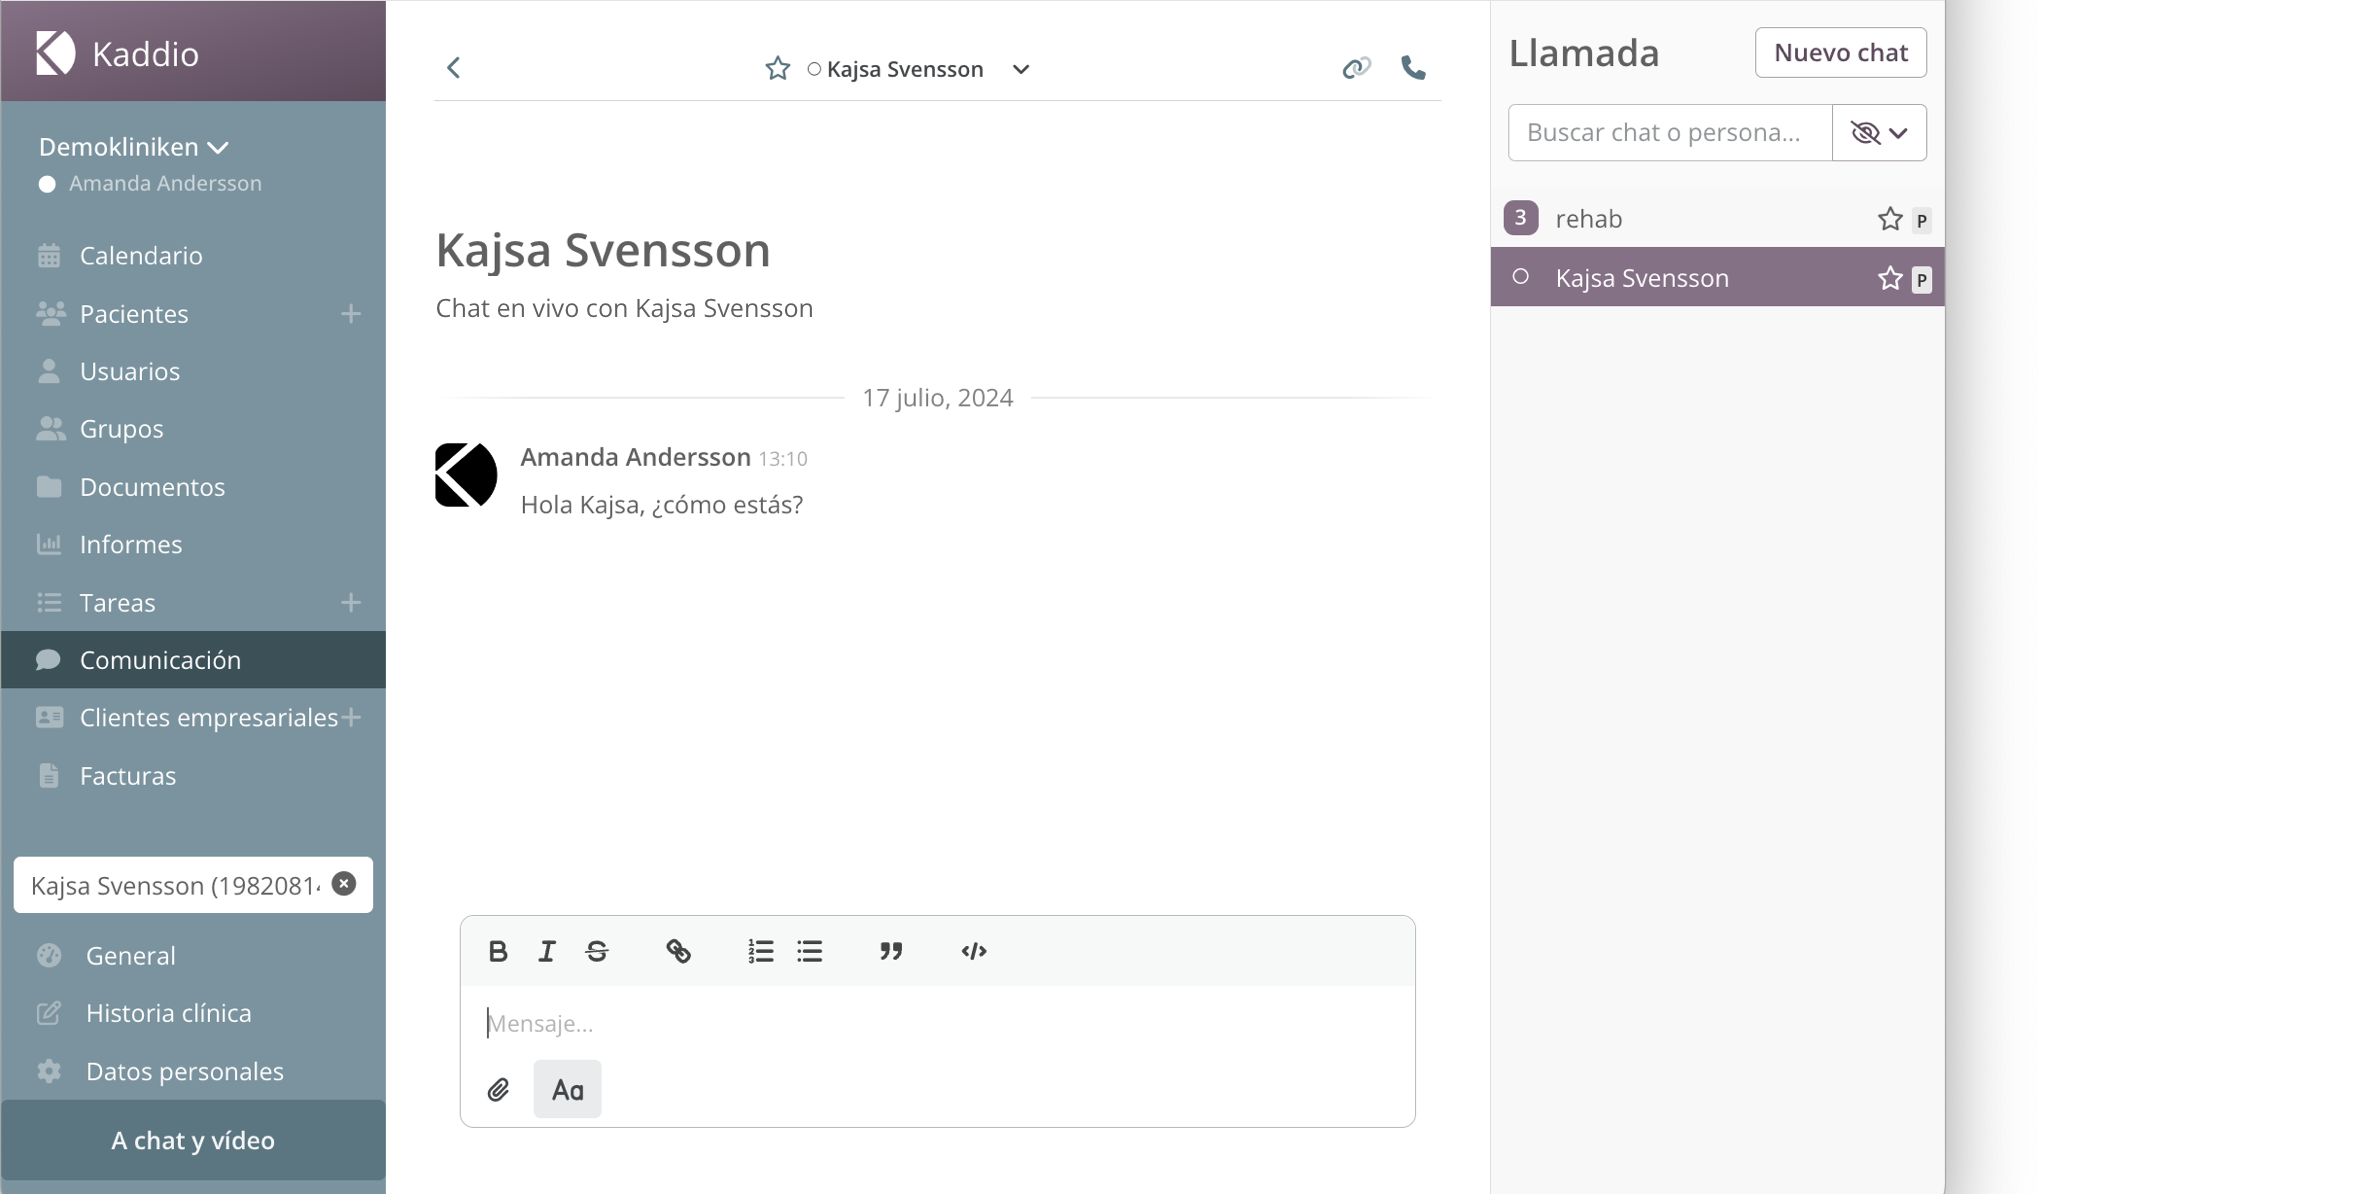 Kaddio
Demokliniken
Amanda Andersson
Calendario
Pacientes
Usuarios
Grupos
Documentos
Informes
Tareas
Comunicación
Clientes empresariales
Facturas
Kajsa Svensson (1982081
General
Historia clínica
Datos personales
A chat y vídeo
Kajsa Svensson
Kajsa Svensson
Chat en vivo con Kajsa Svensson
17 julio, 2024
Amanda Andersson 13:10
Hola Kajsa, ¿cómo estás?
B I S
Mensaje...
Aa
Llamada
Nuevo chat
Buscar chat o persona...
3 rehab P
Kajsa Svensson P